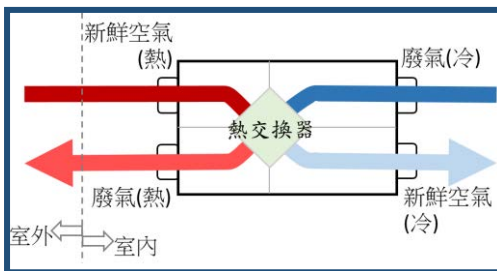 新鮮空氣
(熱)
廢氣(冷)
熱交換器
廢氣(熱)
新鮮空氣
(冷)
室外
室內